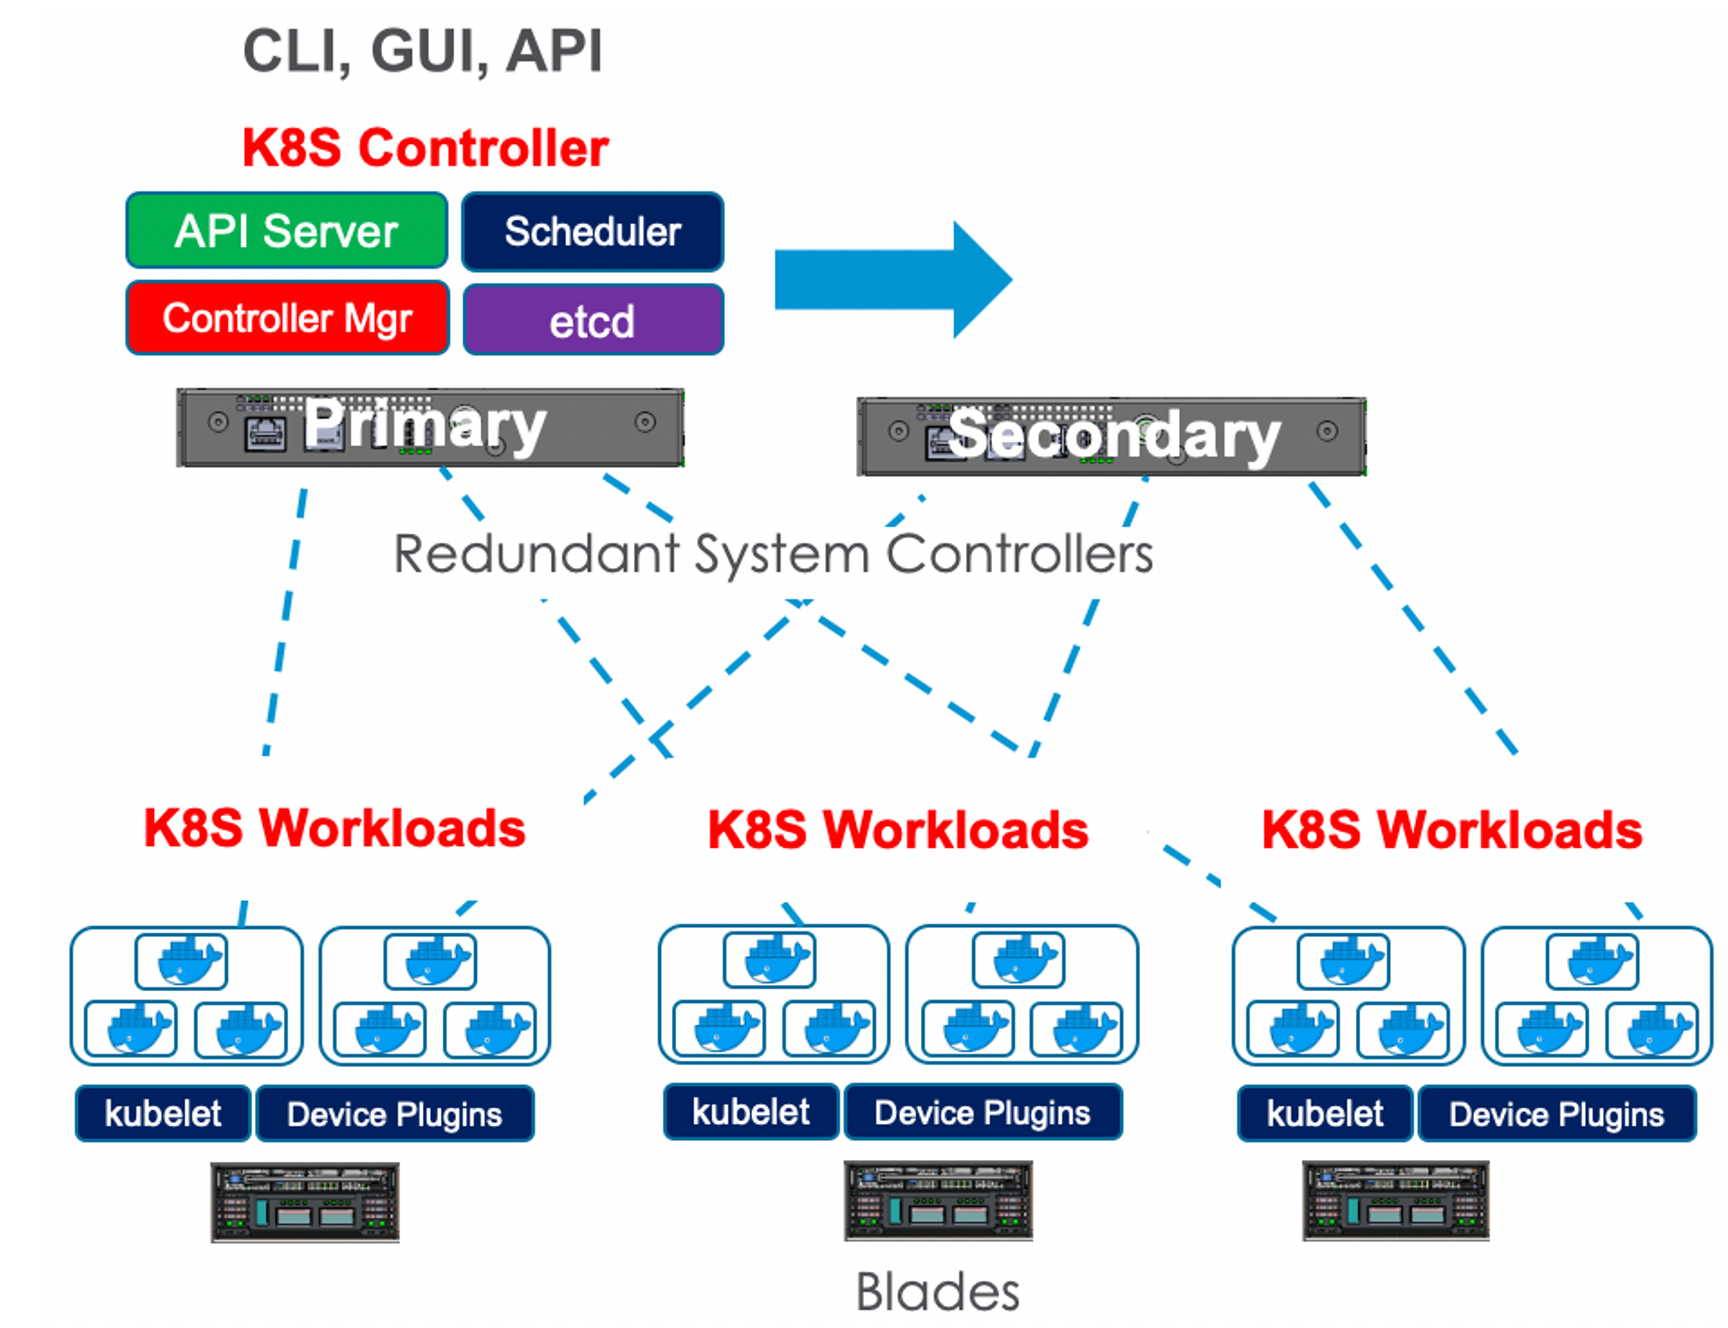 CLI, GUI, API
K8S Controller
API Server
Scheduler
Controller Mgr
etcd
Primary
Secondary
Redundant System Controllers
K8S Workloads
K8S Workloads
K8S Workloads
kubelet
Device Plugins
kubelet
Device Plugins
kubelet
Device Plugins
Blades